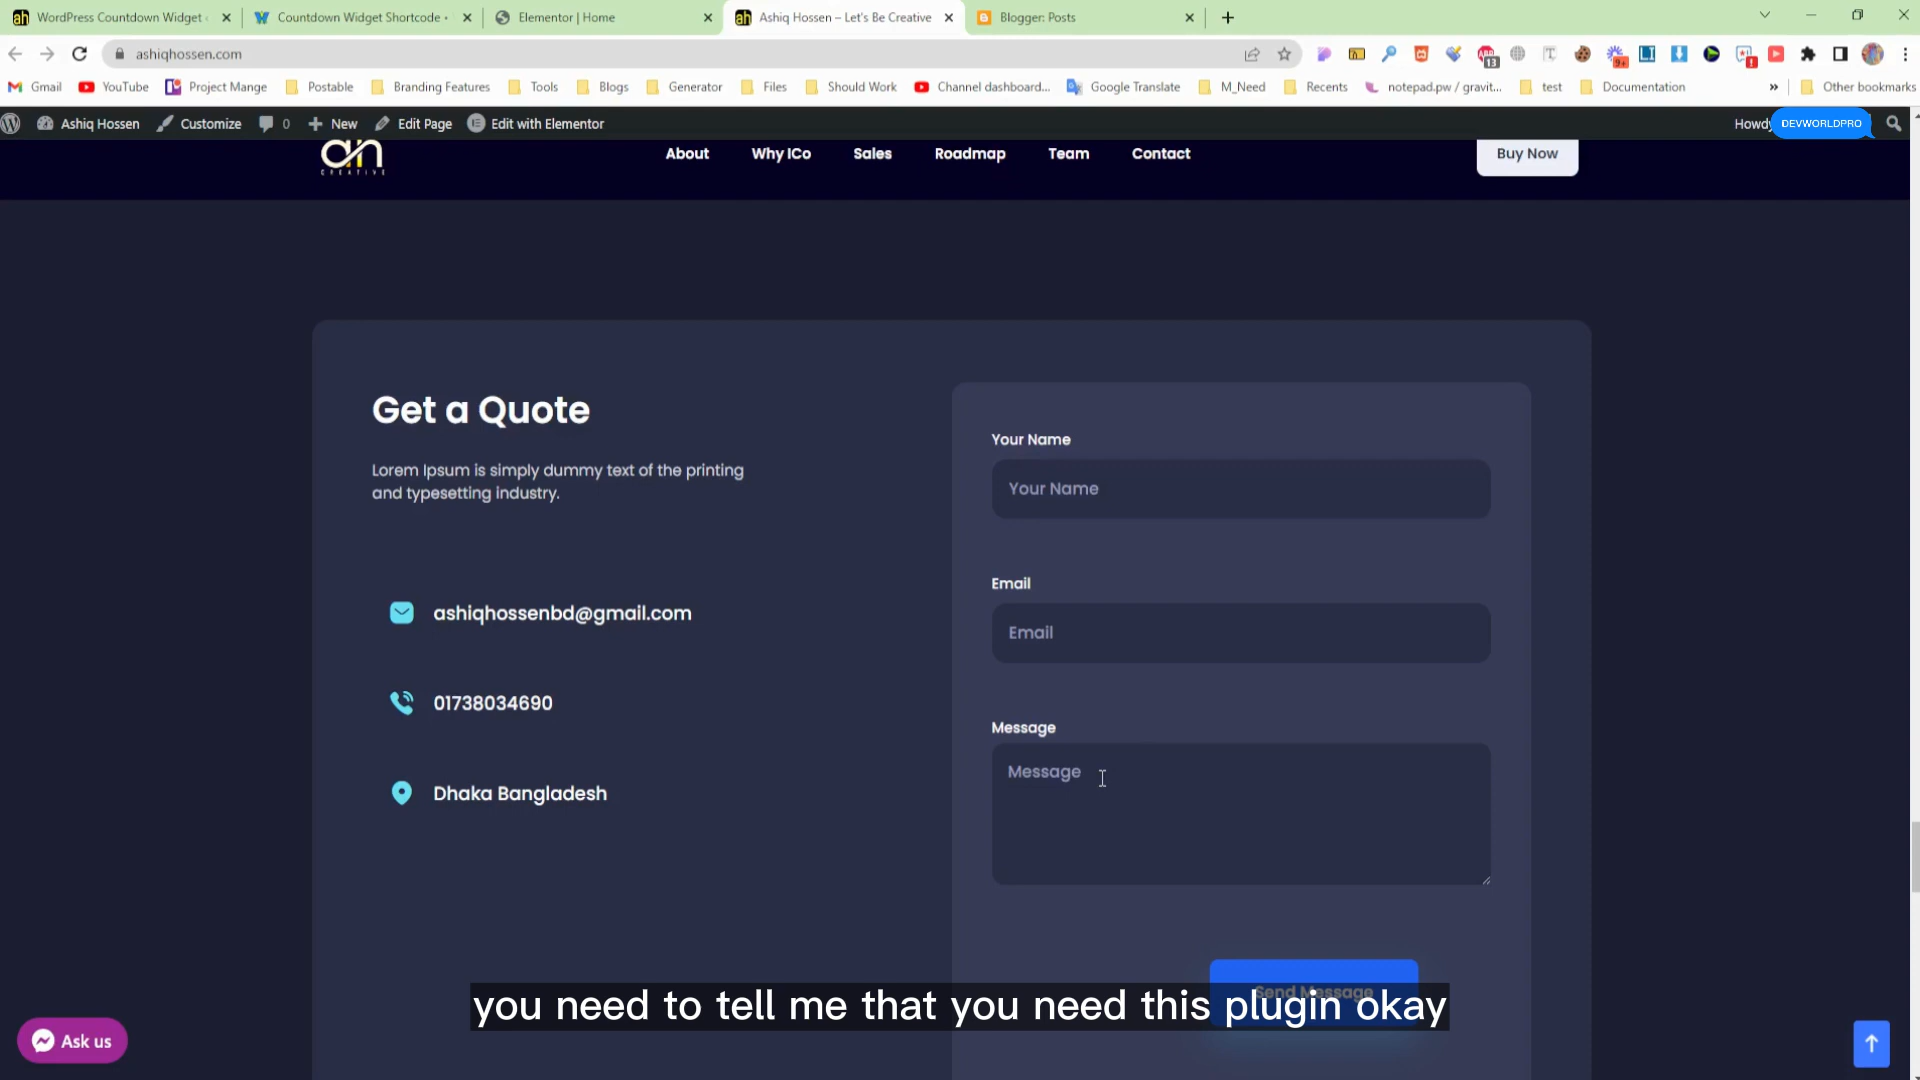 WordPress Countdown Widget
Countdown Widget Shortcode
Elementor | Home
Ashiq Hossen – Let's Be Creative
Blogger: Posts
ashiqhossen.com
13
9+
Gmail
YouTube
Project Mange
Postable
Branding Features
Tools
Blogs
Generator
Files
Should Work
Channel dashboard...
Google Translate
M_Need
Recents
notepad.pw / gravit...
test
Documentation
»
Other bookmarks
Ashiq Hossen
Customize
0
New
Edit Page
Edit with Elementor
Howdy
DEVWORLDPRO
CREATIVE
About
Why ICo
Sales
Roadmap
Team
Contact
Buy Now
Get a Quote
Lorem Ipsum is simply dummy text of the printing
and typesetting industry.
ashiqhossenbd@gmail.com
01738034690
Dhaka Bangladesh
Your Name
Your Name
Email
Email
Message
Message
Send Message
you need to tell me that you need this plugin okay
Ask us